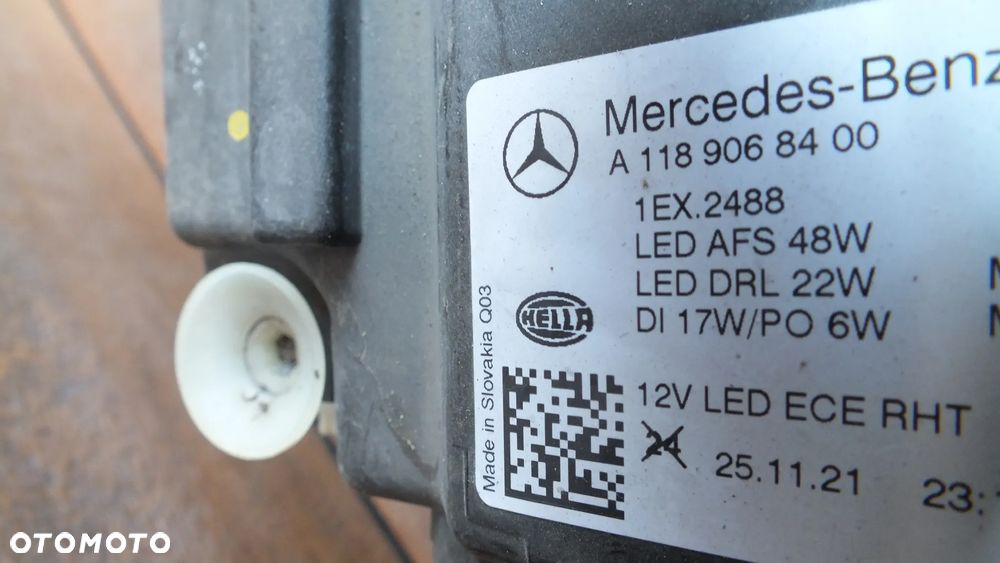 Mercedes-Benz
A 118 906 84 00
1EX.2488
LED AFS 48W
LED DRL 22W
DI 17W/PO 6W
HELLA
Made in Slovakia Q03
12V LED ECE RHT
24
25.11.21 23:
OTOMOTO